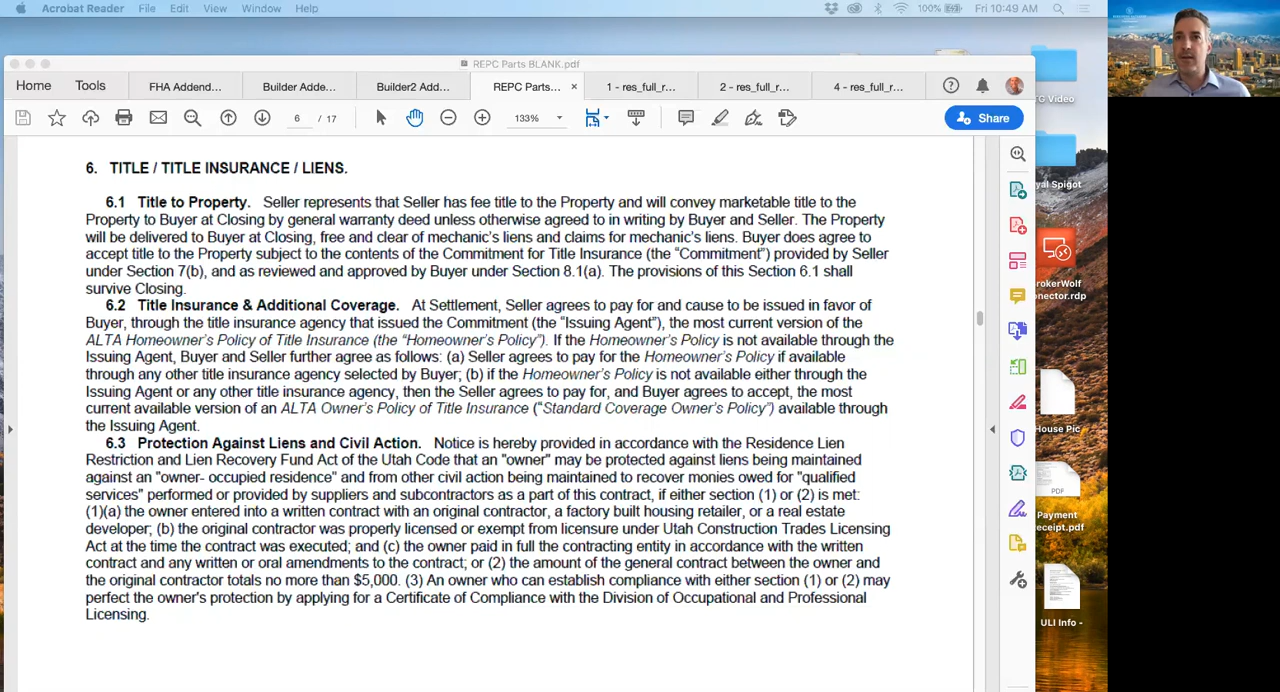 Acrobat Reader File Edit View Window Help 100% Fri 10:49 AM
REPC Parts BLANK.pdf
Home Tools FHA Addend... Builder Adde... Builder2 Add... REPC Parts... × 1 - res_full_r... 2 - res_full_r... 4 - res_full_r...
6 / 17 133% Share
6. TITLE / TITLE INSURANCE / LIENS.
6.1 Title to Property. Seller represents that Seller has fee title to the Property and will convey marketable title to the
Property to Buyer at Closing by general warranty deed unless otherwise agreed to in writing by Buyer and Seller. The Property
will be delivered to Buyer at Closing, free and clear of mechanic's liens and claims for mechanic's liens. Buyer does agree to
accept title to the Property subject to the contents of the Commitment for Title Insurance (the "Commitment") provided by Seller
under Section 7(b), and as reviewed and approved by Buyer under Section 8.1(a). The provisions of this Section 6.1 shall
survive Closing.
6.2 Title Insurance & Additional Coverage. At Settlement, Seller agrees to pay for and cause to be issued in favor of
Buyer, through the title insurance agency that issued the Commitment (the "Issuing Agent"), the most current version of the
ALTA Homeowner's Policy of Title Insurance (the "Homeowner's Policy"). If the Homeowner's Policy is not available through the
Issuing Agent, Buyer and Seller further agree as follows: (a) Seller agrees to pay for the Homeowner's Policy if available
through any other title insurance agency selected by Buyer; (b) if the Homeowner's Policy is not available either through the
Issuing Agent or any other title insurance agency, then the Seller agrees to pay for, and Buyer agrees to accept, the most
current available version of an ALTA Owner's Policy of Title Insurance ("Standard Coverage Owner's Policy") available through
the Issuing Agent.
6.3 Protection Against Liens and Civil Action. Notice is hereby provided in accordance with the Residence Lien
Restriction and Lien Recovery Fund Act of the Utah Code that an "owner" may be protected against liens being maintained
against an "owner- occupied residence" and from other civil action being maintained to recover monies owed for "qualified
services" performed or provided by suppliers and subcontractors as a part of this contract, if either section (1) or (2) is met:
(1)(a) the owner entered into a written contract with an original contractor, a factory built housing retailer, or a real estate
developer; (b) the original contractor was properly licensed or exempt from licensure under Utah Construction Trades Licensing
Act at the time the contract was executed; and (c) the owner paid in full the contracting entity in accordance with the written
contract and any written or oral amendments to the contract; or (2) the amount of the general contract between the owner and
the original contractor totals no more than $5,000. (3) An owner who can establish compliance with either section (1) or (2) may
perfect the owner's protection by applying for a Certificate of Compliance with the Division of Occupational and Professional
Licensing.
TG Video
yal Spigot
rokerWolf
nnector.rdp
House Pic
PDF
Payment
eceipt.pdf
ULI Info -